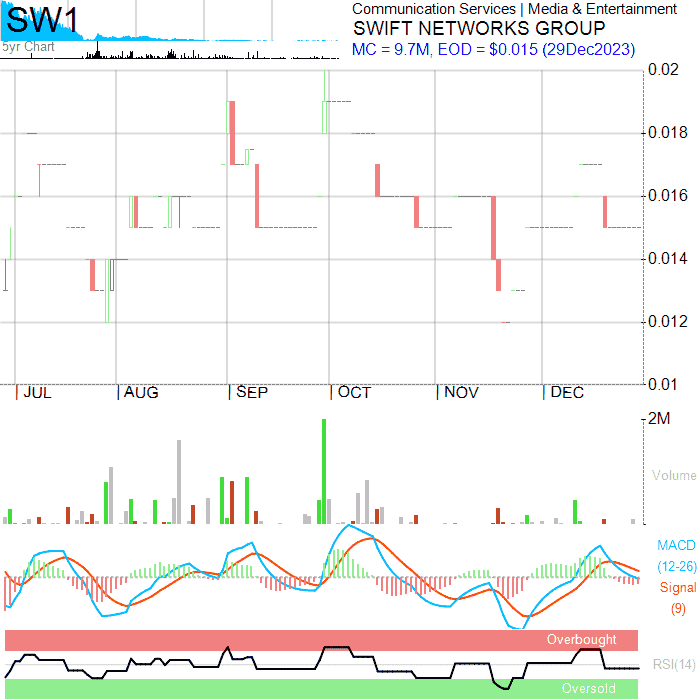 SW1
Communication Services | Media & Entertainment
SWIFT NETWORKS GROUP
MC = 9.7M, EOD = $0.015 (29Dec2023)
5yr Chart
0.02
0.018
0.016
0.014
0.012
0.01
JUL AUG SEP OCT NOV DEC
2M
Volume
MACD
(12-26)
Signal
(9)
Overbought
RSI(14)
Oversold